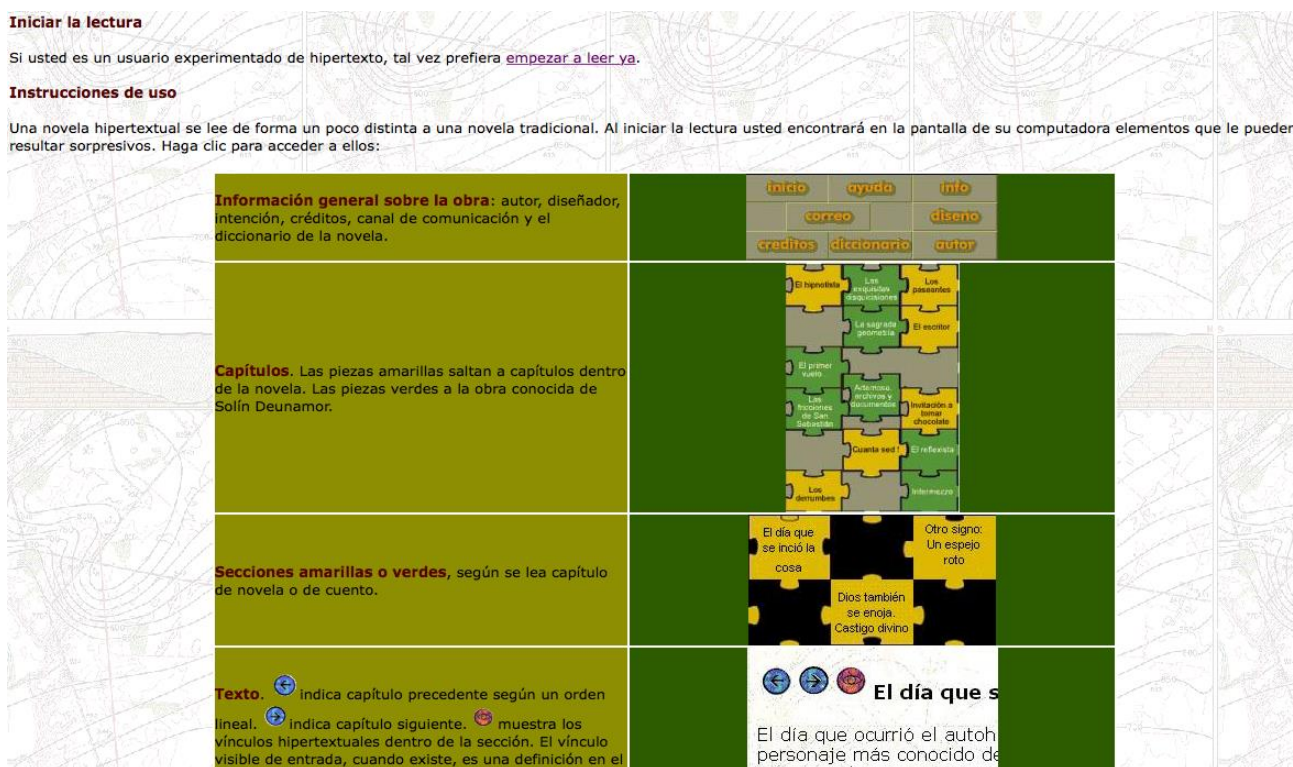 Iniciar la lectura
Si usted es un usuario experimentado de hipertexto, tal vez prefiera empezar a leer ya.
Instrucciones de uso
Una novela hipertextual se lee de forma un poco distinta a una novela tradicional. Al iniciar la lectura usted encontrará en la pantalla de su computadora elementos que le pueden
resultar sorpresivos. Haga clic para acceder a ellos:
Información general sobre la obra: autor, diseñador,
intención, créditos, canal de comunicación y el
diccionario de la novela.
inicio ayuda info
correo diseño
creditos diccionario autor
Capítulos. Las piezas amarillas saltan a capítulos dentro
de la novela. Las piezas verdes a la obra conocida de
Solín Deunamor.
El hipnotista
Las
exquisitas
disquisiciones
Los
paseantes
La sagrada
geometría
El escritor
El primer
vuelo
Artemosa,
archivos y
documentos
Las
fricciones
de San
Sebastián
Invitación a
tomar
chocolate
Cuanta sed !
El reflexista
Los
derrumbes
Intermezzo
Secciones amarillas o verdes, según se lea capítulo
de novela o de cuento.
El día que
se inció la
cosa
Otro signo:
Un espejo
roto
Dios también
se enoja.
Castigo divino
Texto. indica capítulo precedente según un orden
lineal. indica capítulo siguiente. muestra los
vínculos hipertextuales dentro de la sección. El vínculo
visible de entrada, cuando existe, es una definición en el
El día que s
El día que ocurrió el autoh
personaje más conocido de